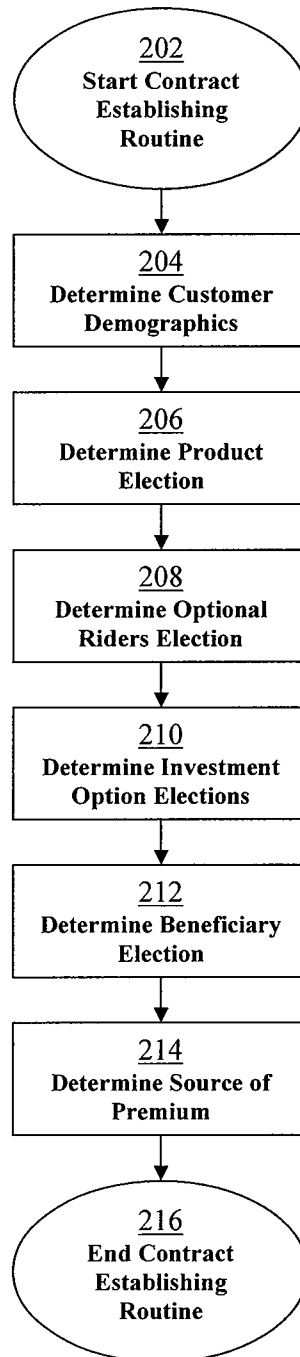 202
Start Contract
Establishing
Routine
204
Determine Customer
Demographics
206
Determine Product
Election
208
Determine Optional
Riders Election
210
Determine Investment
Option Elections
212
Determine Beneficiary
Election
214
Determine Source of
Premium
216
End Contract
Establishing
Routine